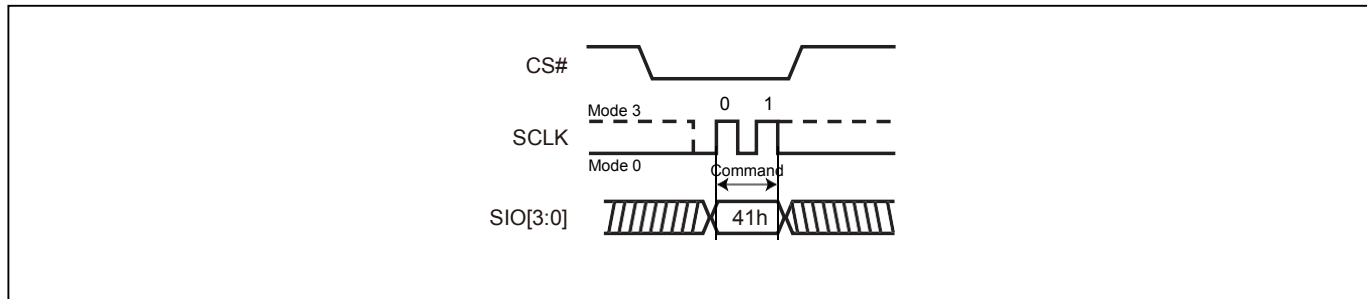 CS#
Mode 3
0 1
SCLK
Mode 0
Command
SIO[3:0]
41h